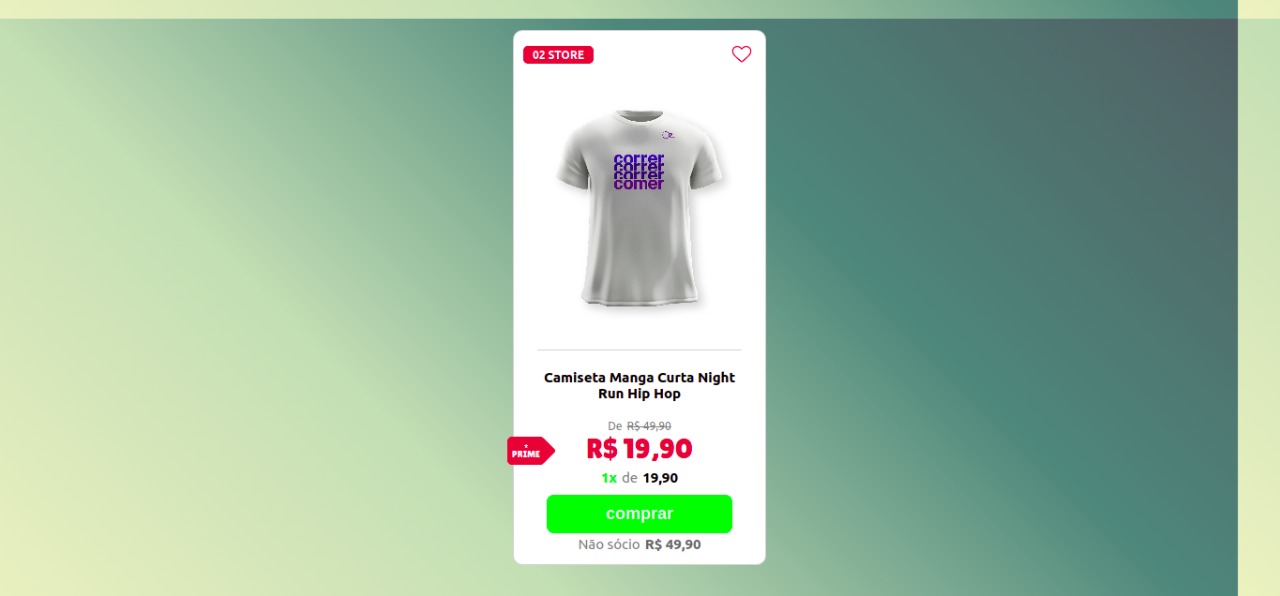 02 STORE
correr
correr
correr
comer
Camiseta Manga Curta Night
Run Hip Hop
De R$ 49,90
PRIME
R$ 19,90
1x de 19,90
comprar
Não sócio R$ 49,90